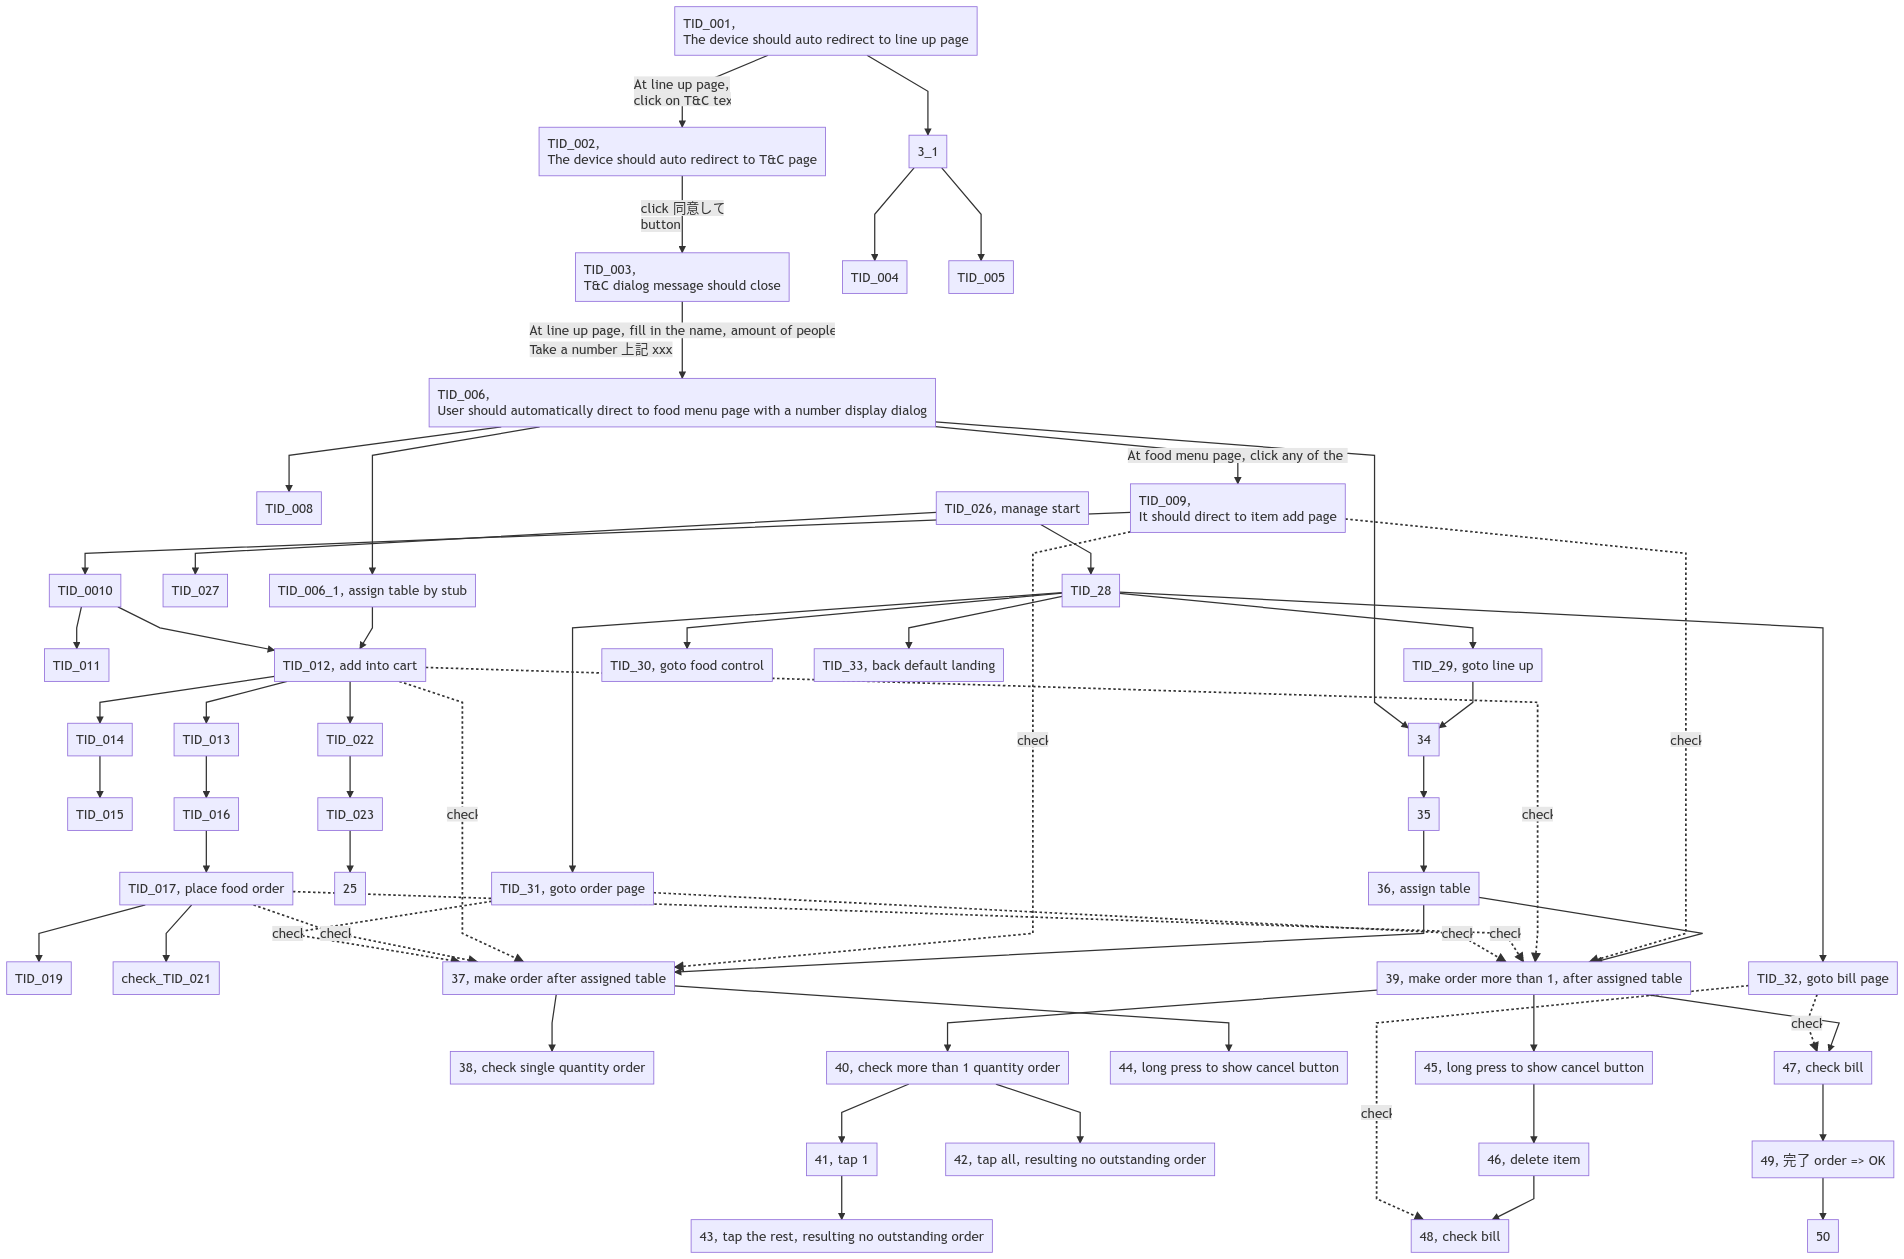 TID_001,
The device should auto redirect to line up page
At line up page,
click on T&C tex
TID_002,
The device should auto redirect to T&C page
3_1
click 同意して
button
TID_003,
T&C dialog message should close
TID_004
TID_005
At line up page, fill in the name, amount of people
Take a number 上記 xxx
TID_006,
User should automatically direct to food menu page with a number display dialog
At food menu page, click any of the
TID_008
TID_026, manage start
TID_009,
It should direct to item add page
TID_0010
TID_027
TID_006_1, assign table by stub
TID_28
TID_011
TID_012, add into cart
TID_30, goto food control
TID_33, back default landing
TID_29, goto line up
TID_014
TID_013
TID_022
check
34
check
TID_015
TID_016
TID_023
check
35
check
TID_017, place food order
25
TID_31, goto order page
36, assign table
check
check
check
check
TID_019
check_TID_021
37, make order after assigned table
39, make order more than 1, after assigned table
TID_32, goto bill page
check
38, check single quantity order
40, check more than 1 quantity order
44, long press to show cancel button
45, long press to show cancel button
47, check bill
check
41, tap 1
42, tap all, resulting no outstanding order
46, delete item
49, 完了 order => OK
43, tap the rest, resulting no outstanding order
48, check bill
50